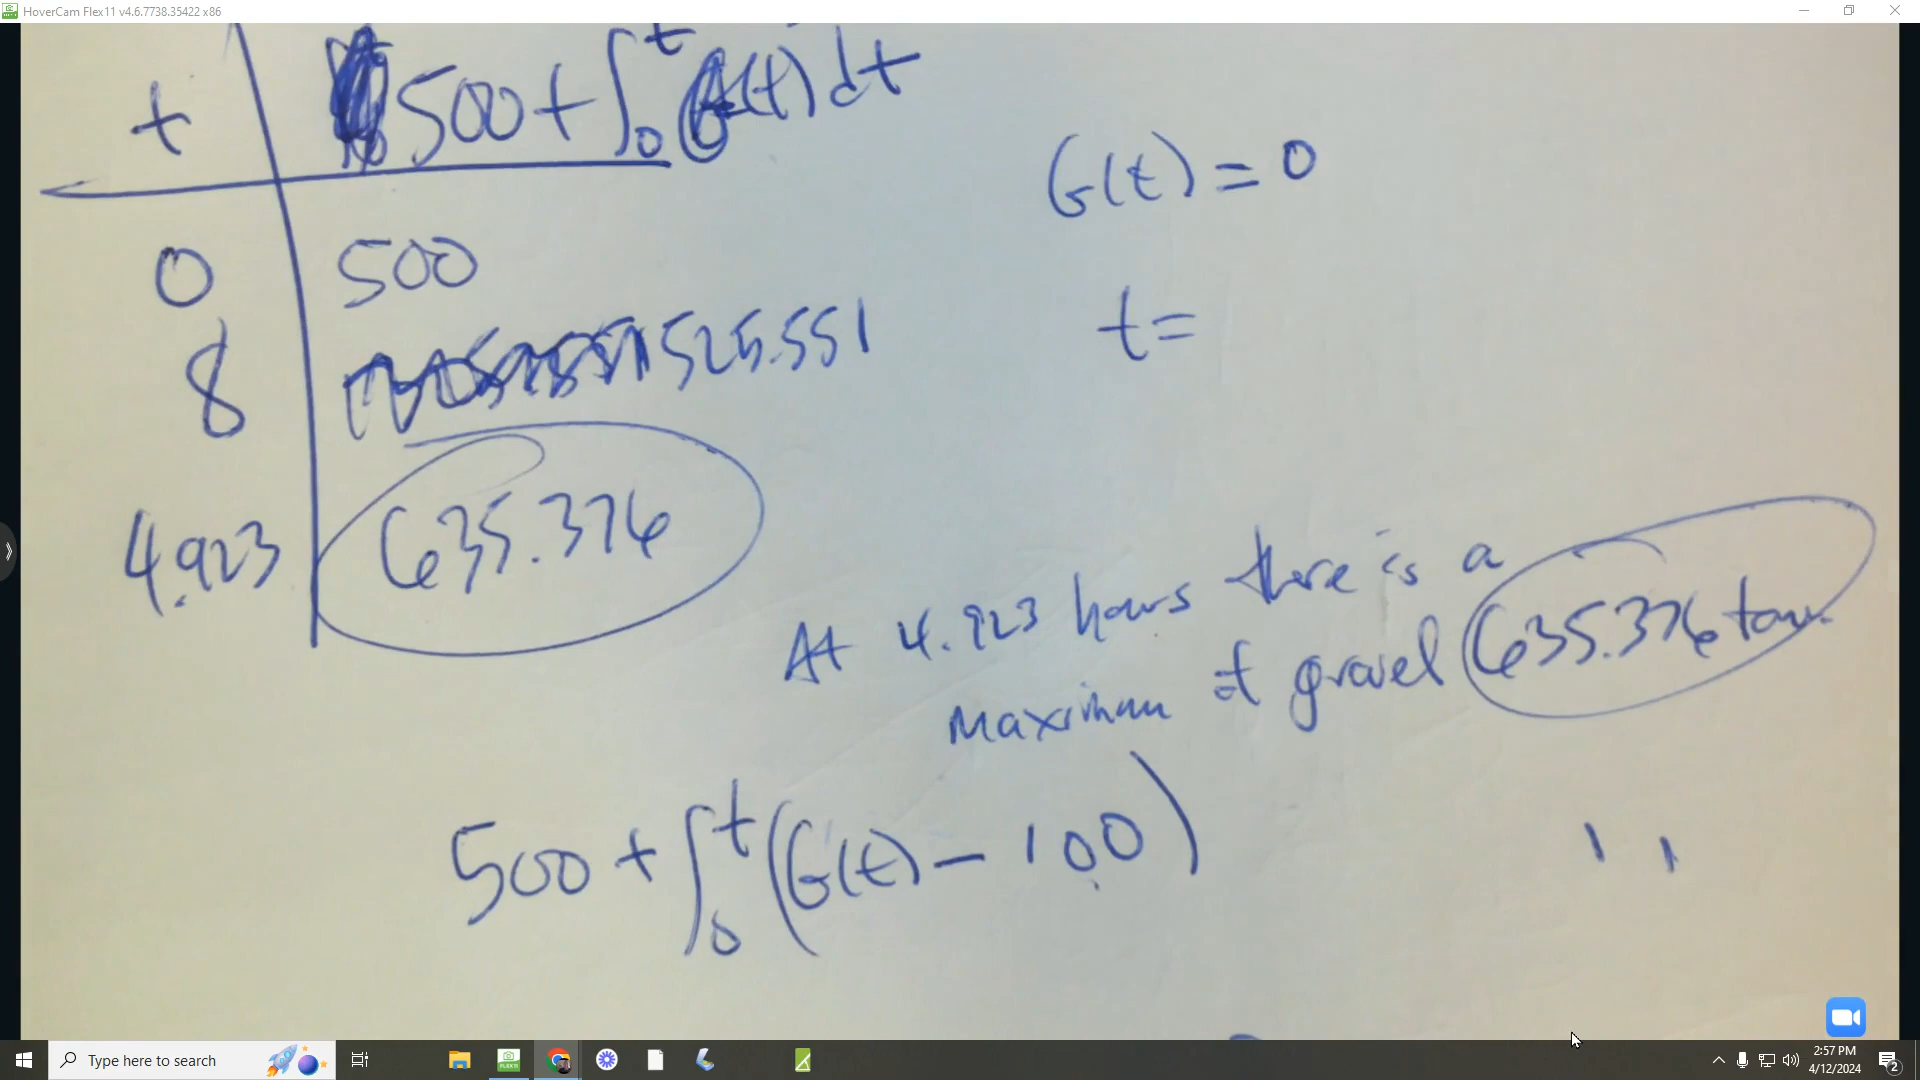 HoverCam Flex11 v4.6.7738.35422 x86
t 500 + ∫₀ᵗ G(t) dt
G(t) = 0
0 500
t =
8 525.551
4.923 635.376
At 4.923 hours there is a
maximum of gravel 635.376 tons.
500 + ∫₀ᵗ (G(t) - 100)
Type here to search
2:57 PM
4/12/2024
2